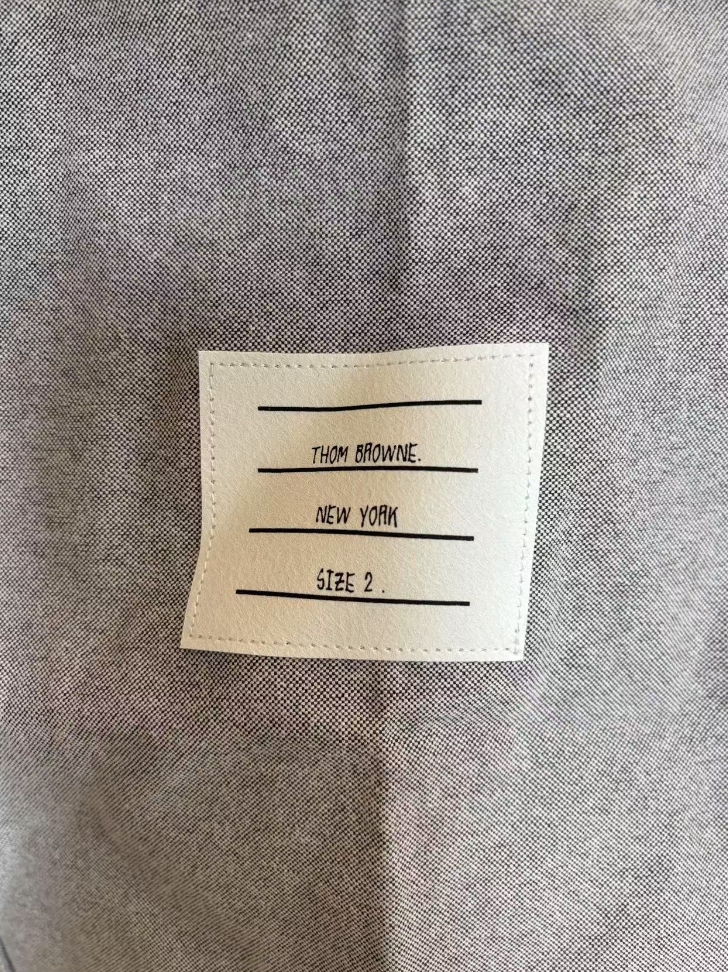 THOM BROWNE.
NEW YORK
SIZE 2 .